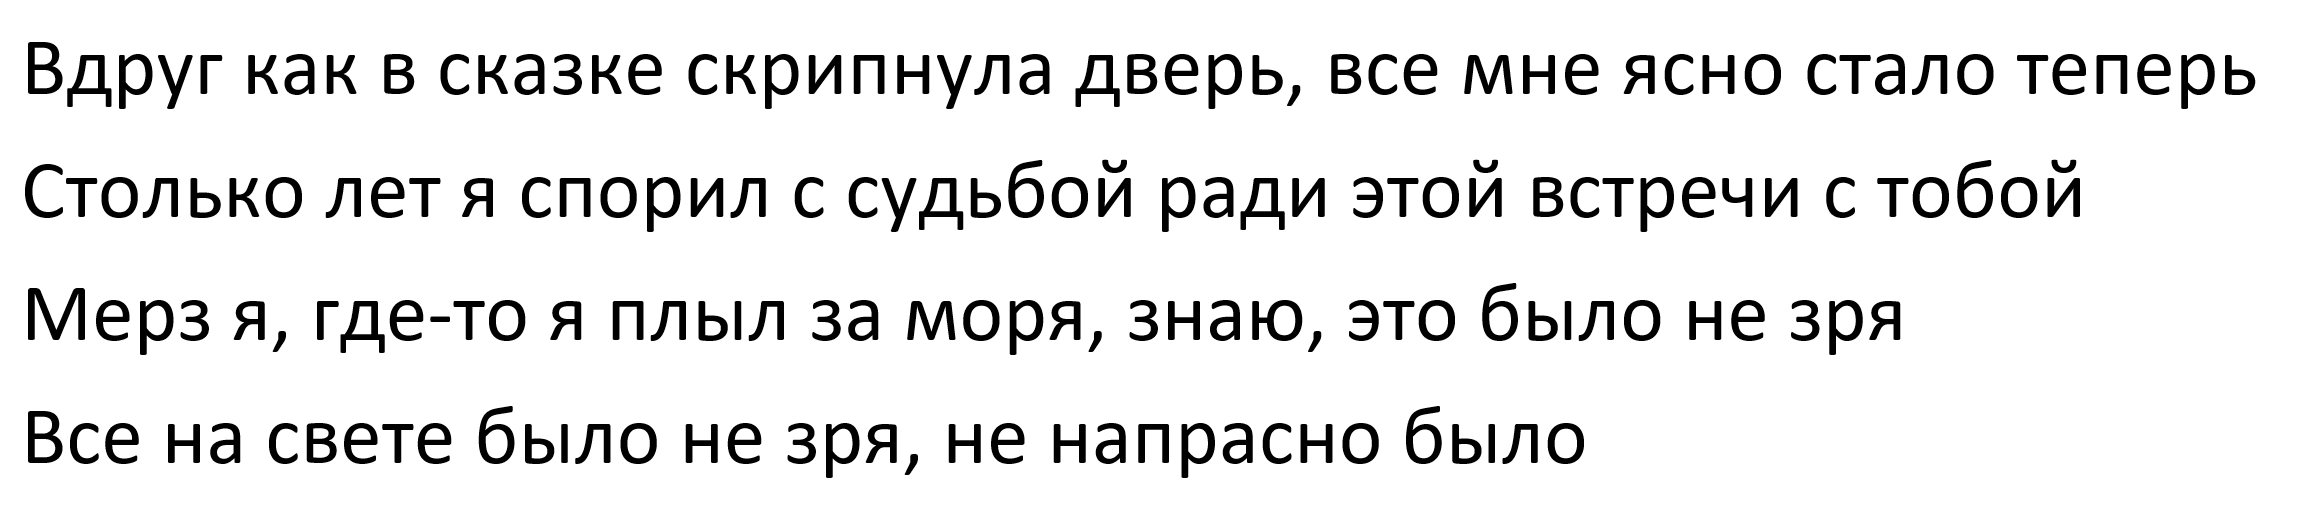 Вдруг как в сказке скрипнула дверь, все мне ясно стало теперь
Столько лет я спорил с судьбой ради этой встречи с тобой
Мерз я, где-то я плыл за моря, знаю, это было не зря
Все на свете было не зря, не напрасно было